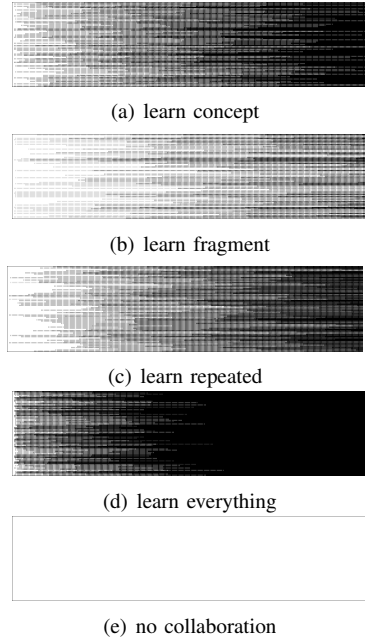 (a) learn concept
(b) learn fragment
(c) learn repeated
(d) learn everything
(e) no collaboration